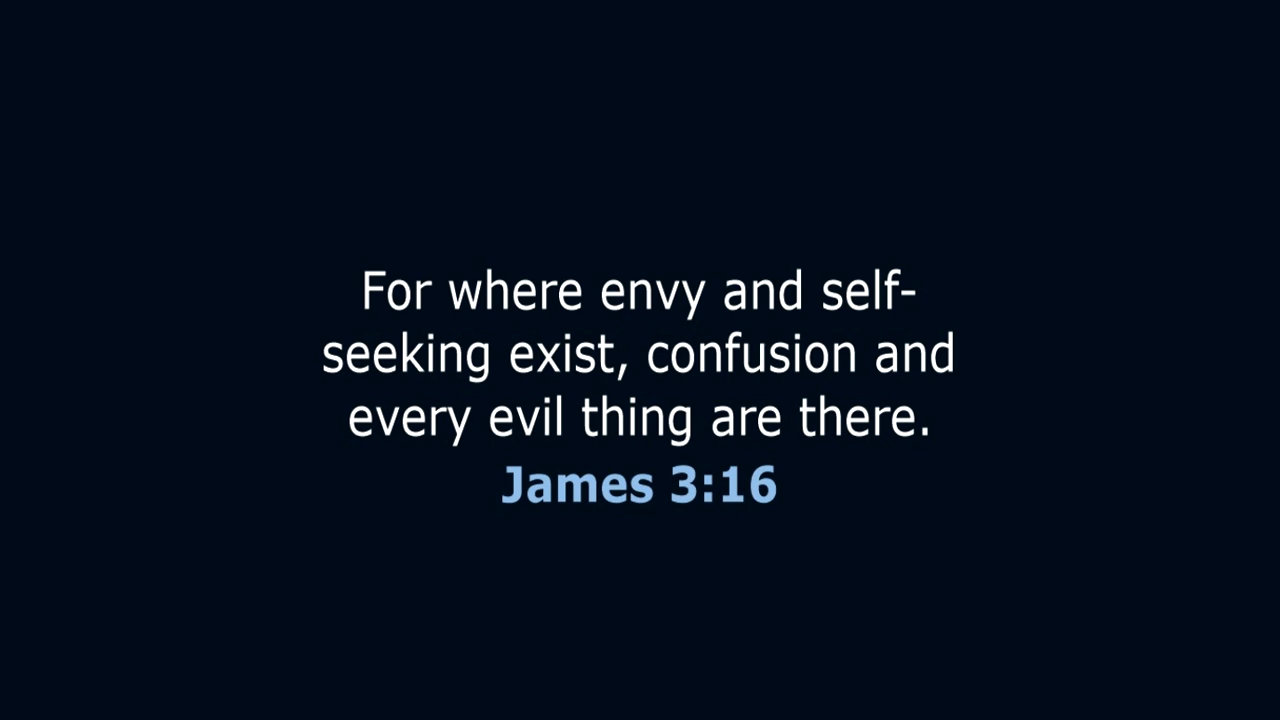 For where envy and self-
seeking exist, confusion and
every evil thing are there.
James 3:16